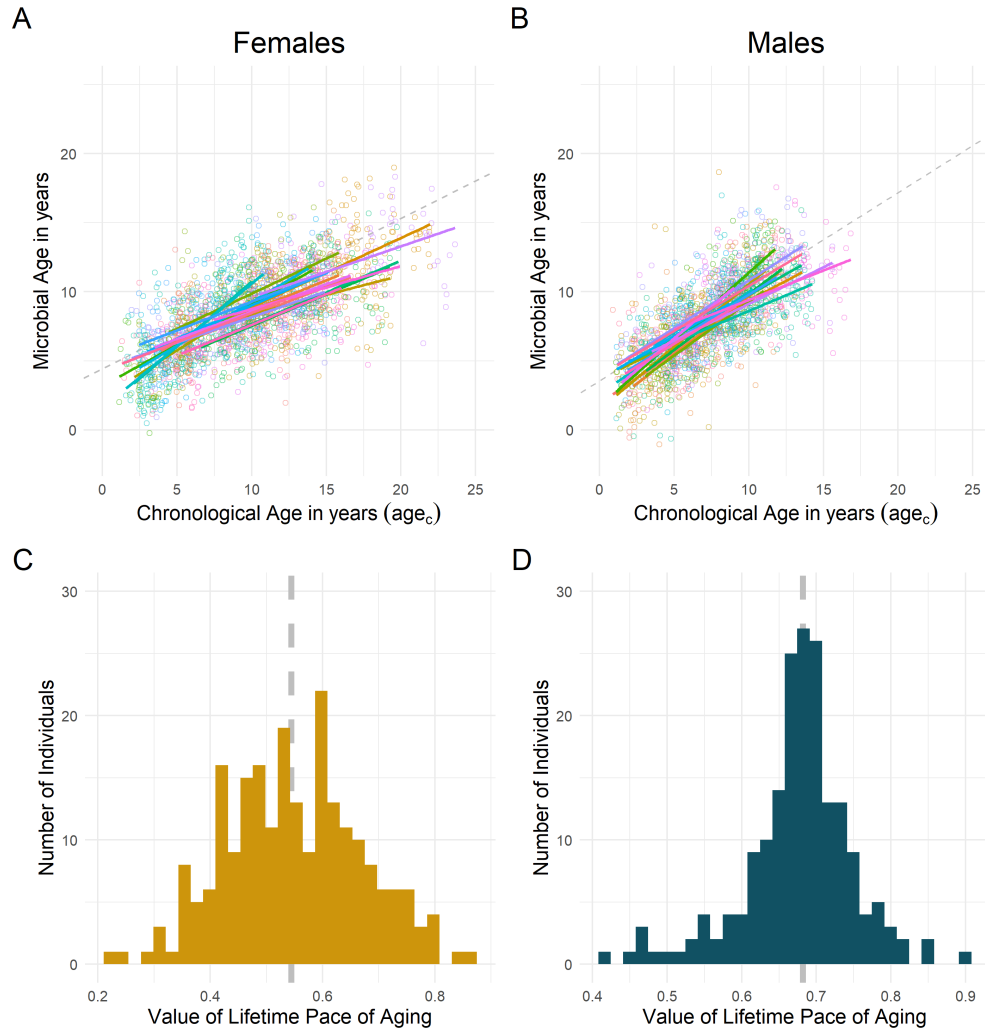 A
B
Females
Males
Microbial Age in years
20
10
0
0 5 10 15 20 25
Chronological Age in years (age_c)
Microbial Age in years
20
10
0
0 5 10 15 20 25
Chronological Age in years (age_c)
C
D
Number of Individuals
30
20
10
0
0.2 0.4 0.6 0.8
Value of Lifetime Pace of Aging
Number of Individuals
30
20
10
0
0.4 0.5 0.6 0.7 0.8 0.9
Value of Lifetime Pace of Aging